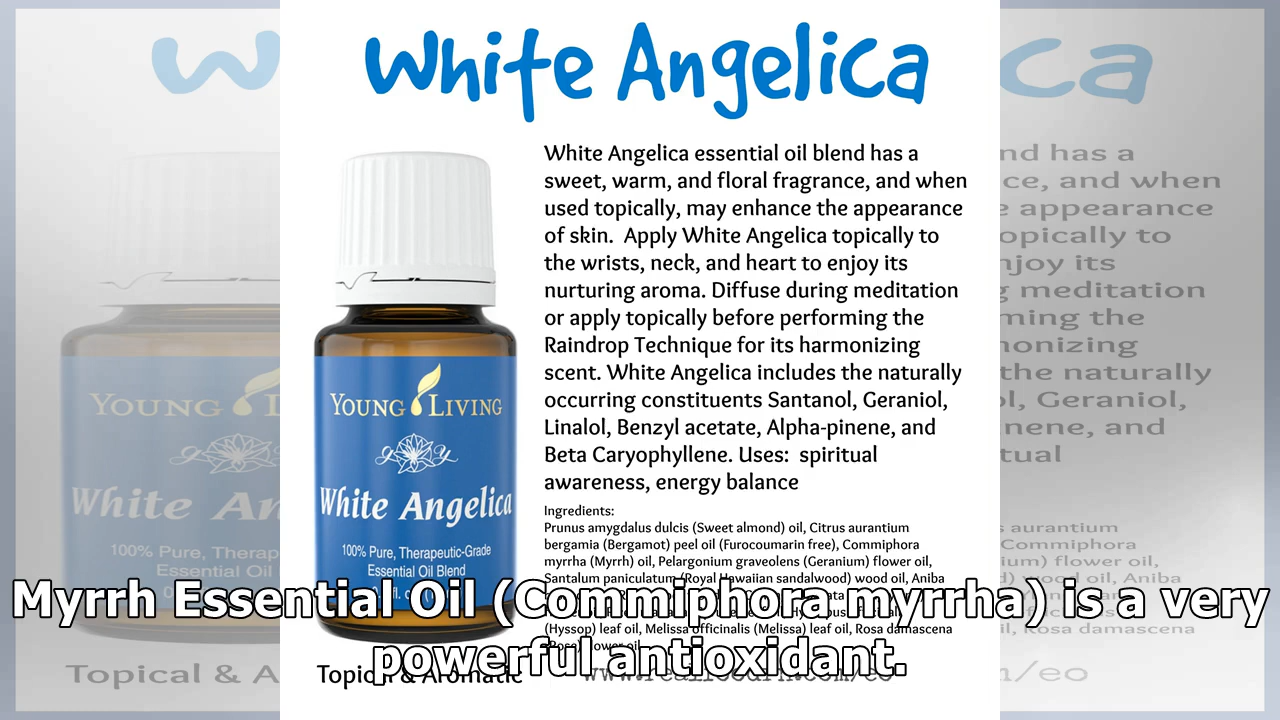 White Angelica
White Angelica essential oil blend has a
sweet, warm, and floral fragrance, and when
used topically, may enhance the appearance
of skin. Apply White Angelica topically to
the wrists, neck, and heart to enjoy its
nurturing aroma. Diffuse during meditation
or apply topically before performing the
Raindrop Technique for its harmonizing
scent. White Angelica includes the naturally
occurring constituents Santanol, Geraniol,
Linalol, Benzyl acetate, Alpha-pinene, and
Beta Caryophyllene. Uses: spiritual
awareness, energy balance
Ingredients:
Prunus amygdalus dulcis (Sweet almond) oil, Citrus aurantium
bergamia (Bergamot) peel oil (Furocoumarin free), Commiphora
myrrha (Myrrh) oil, Pelargonium graveolens (Geranium) flower oil,
Santalum paniculatum (Royal Hawaiian sandalwood) wood oil, Aniba
(Hyssop) leaf oil, Melissa officinalis (Melissa) leaf oil, Rosa damascena
YOUNG LIVING
White Angelica
100% Pure, Therapeutic-Grade
Essential Oil Blend
Topical & Aromatic
Myrrh Essential Oil (Commiphora myrrha) is a very
powerful antioxidant.